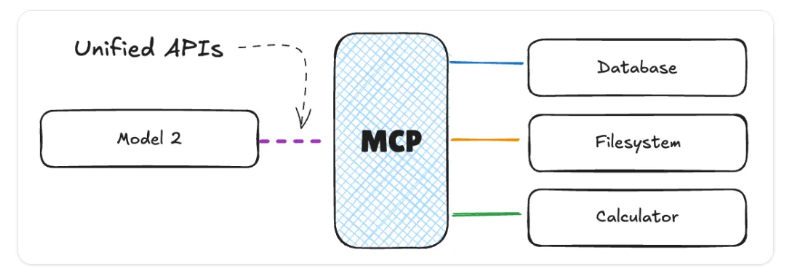 Unified APIs
Model 2
MCP
Database
Filesystem
Calculator